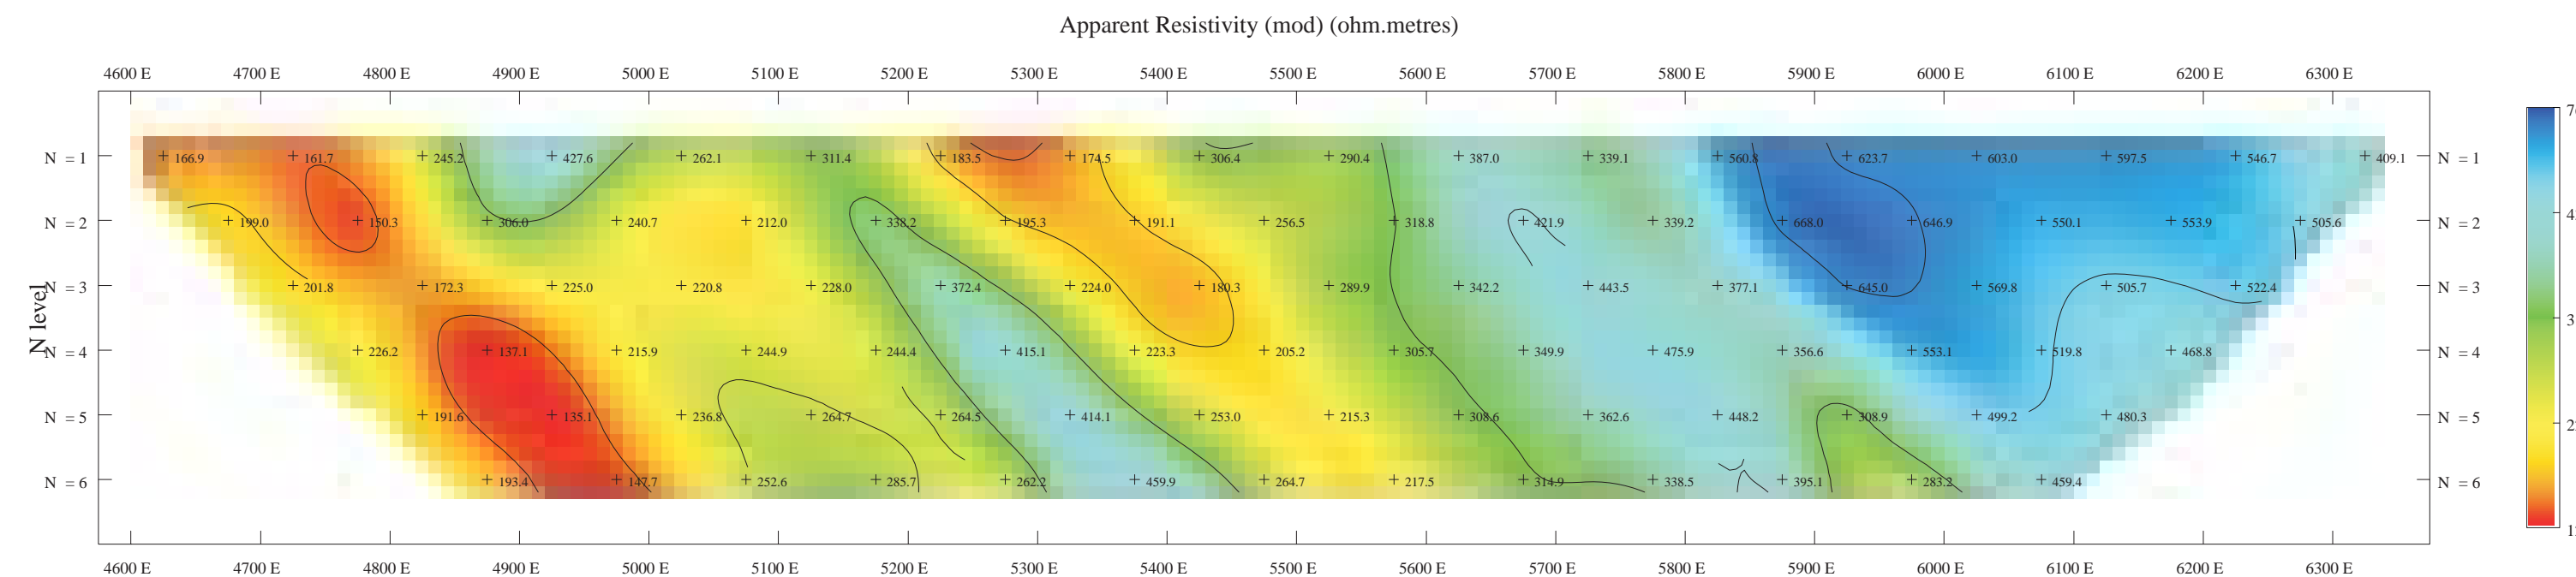 Apparent Resistivity (mod) (ohm.metres)
4600 E 4700 E 4800 E 4900 E 5000 E 5100 E 5200 E 5300 E 5400 E 5500 E 5600 E 5700 E 5800 E 5900 E 6000 E 6100 E 6200 E 6300 E
N = 1 166.9 161.7 245.2 427.6 262.1 311.4 183.5 174.5 306.4 290.4 387.0 339.1 560.8 623.7 603.0 597.5 546.7 409.1 N = 1
N = 2 199.0 150.3 306.0 240.7 212.0 338.2 195.3 191.1 256.5 318.8 421.9 339.2 668.0 646.9 550.1 553.9 505.6 N = 2
N = 3 201.8 172.3 225.0 220.8 228.0 372.4 224.0 180.3 289.9 342.2 443.5 377.1 645.0 569.8 505.7 522.4 N = 3
N level
N = 4 226.2 137.1 215.9 244.9 244.4 415.1 223.3 205.2 305.7 349.9 475.9 356.6 553.1 519.8 468.8 N = 4
N = 5 191.6 135.1 236.8 264.7 264.5 414.1 253.0 215.3 308.6 362.6 448.2 308.9 499.2 480.3 N = 5
N = 6 193.4 147.7 252.6 285.7 262.2 459.9 264.7 217.5 314.9 338.5 395.1 283.2 459.4 N = 6
4600 E 4700 E 4800 E 4900 E 5000 E 5100 E 5200 E 5300 E 5400 E 5500 E 5600 E 5700 E 5800 E 5900 E 6000 E 6100 E 6200 E 6300 E